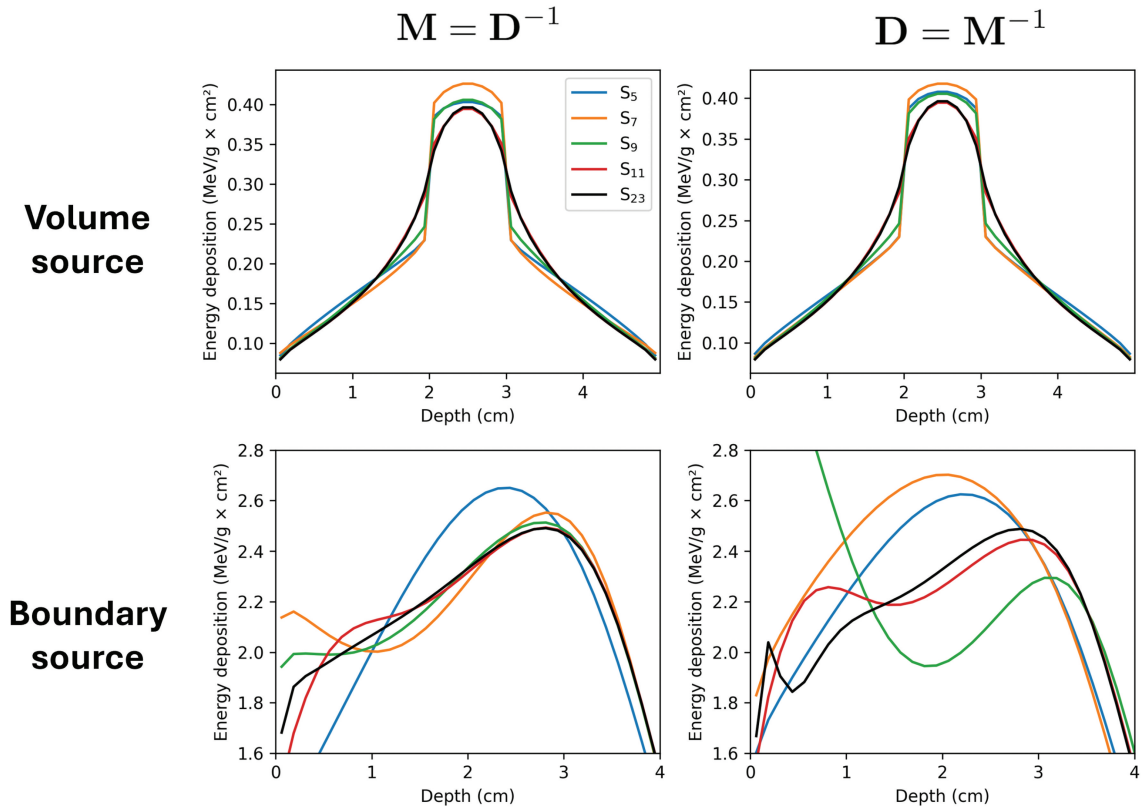 M = D⁻¹
D = M⁻¹
Volume
source
Energy deposition (MeV/g × cm²)
0.40
0.35
0.30
0.25
0.20
0.15
0.10
S₅
S₇
S₉
S₁₁
S₂₃
0 1 2 3 4
Depth (cm)
Energy deposition (MeV/g × cm²)
0.40
0.35
0.30
0.25
0.20
0.15
0.10
0 1 2 3 4
Depth (cm)
Boundary
source
Energy deposition (MeV/g × cm²)
2.8
2.6
2.4
2.2
2.0
1.8
1.6
0 1 2 3 4
Depth (cm)
Energy deposition (MeV/g × cm²)
2.8
2.6
2.4
2.2
2.0
1.8
1.6
0 1 2 3 4
Depth (cm)